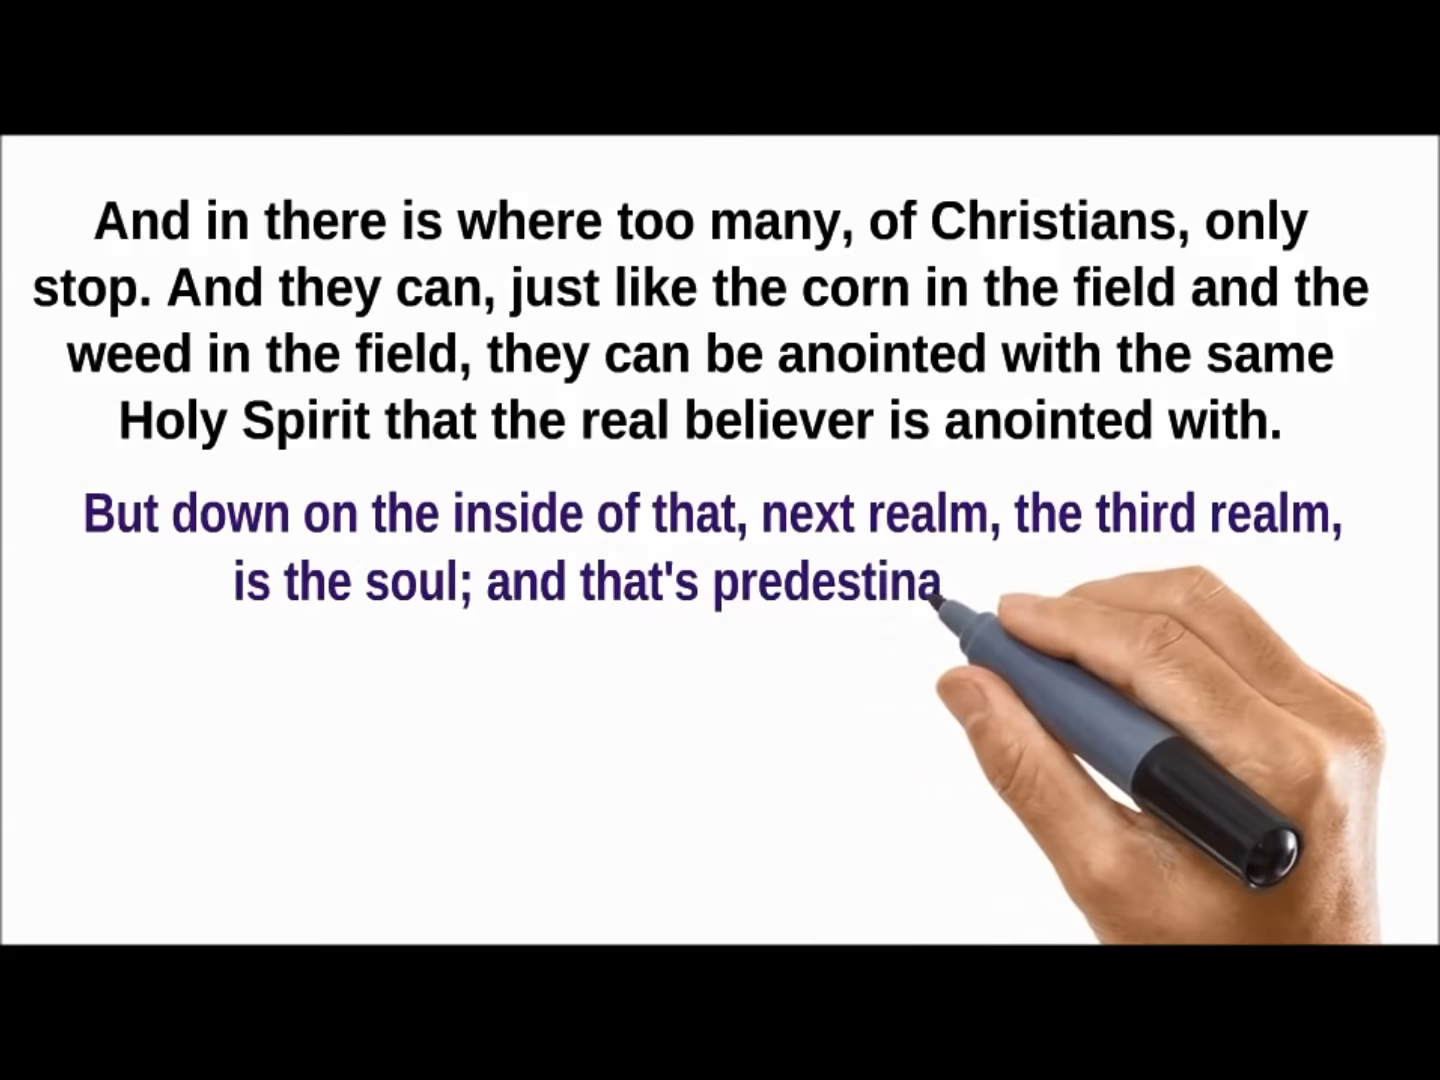 And in there is where too many, of Christians, only
stop. And they can, just like the corn in the field and the
weed in the field, they can be anointed with the same
Holy Spirit that the real believer is anointed with.
But down on the inside of that, next realm, the third realm,
is the soul; and that's predestina